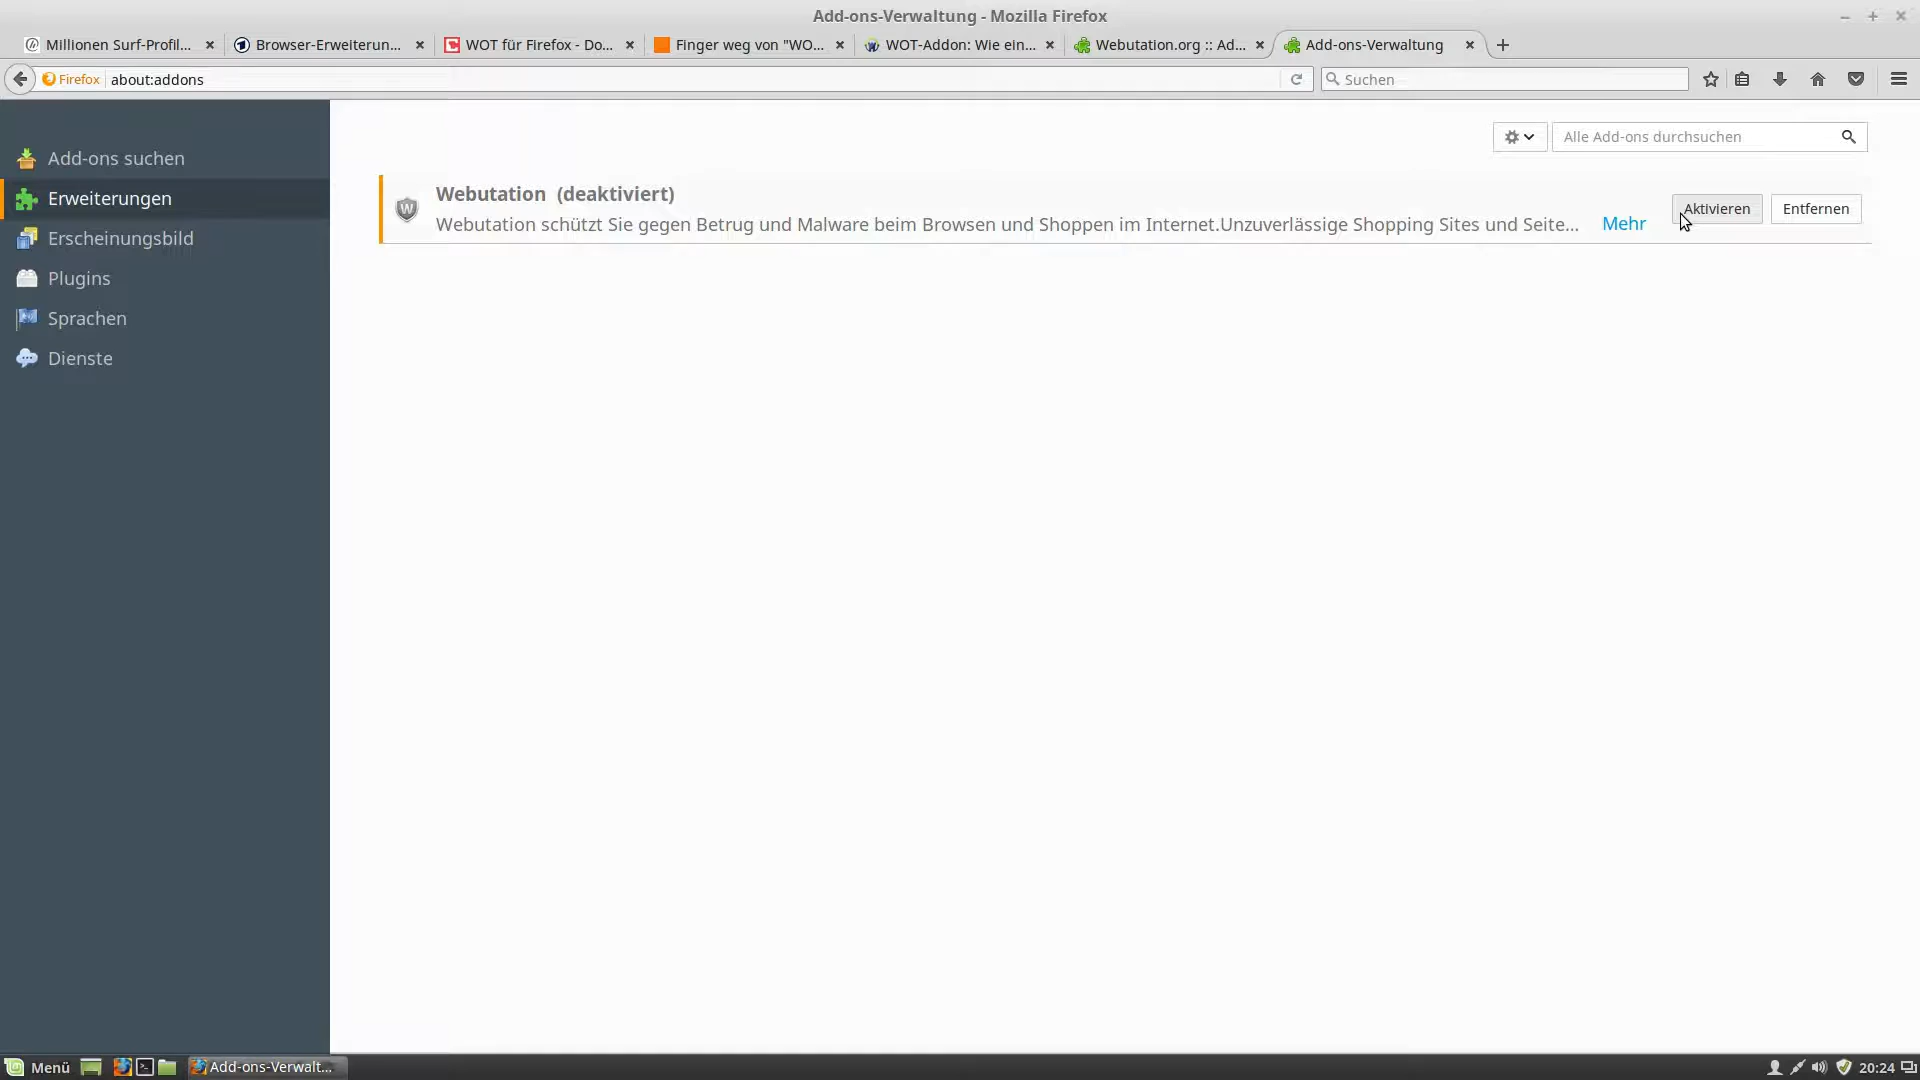 Add-ons-Verwaltung - Mozilla Firefox
Millionen Surf-Profil...
Browser-Erweiterun...
WOT für Firefox - Do...
Finger weg von "WO...
WOT-Addon: Wie ein...
Webutation.org :: Ad...
Add-ons-Verwaltung
Firefox
about:addons
Suchen
Add-ons suchen
Erweiterungen
Erscheinungsbild
Plugins
Sprachen
Dienste
Alle Add-ons durchsuchen
W
Webutation (deaktiviert)
Webutation schützt Sie gegen Betrug und Malware beim Browsen und Shoppen im Internet.Unzuverlässige Shopping Sites und Seite...
Mehr
Aktivieren
Entfernen
Menü
Add-ons-Verwalt...
20:24